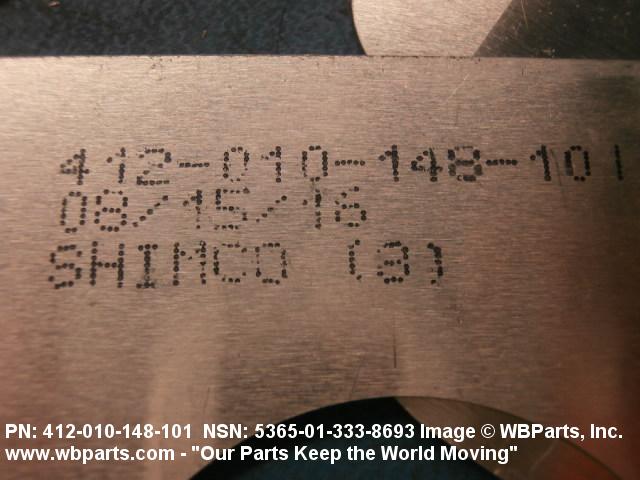 412-010-148-101
08/15/16
SHIMCO (8)
PN: 412-010-148-101 NSN: 5365-01-333-8693 Image © WBParts, Inc.
www.wbparts.com - "Our Parts Keep the World Moving"